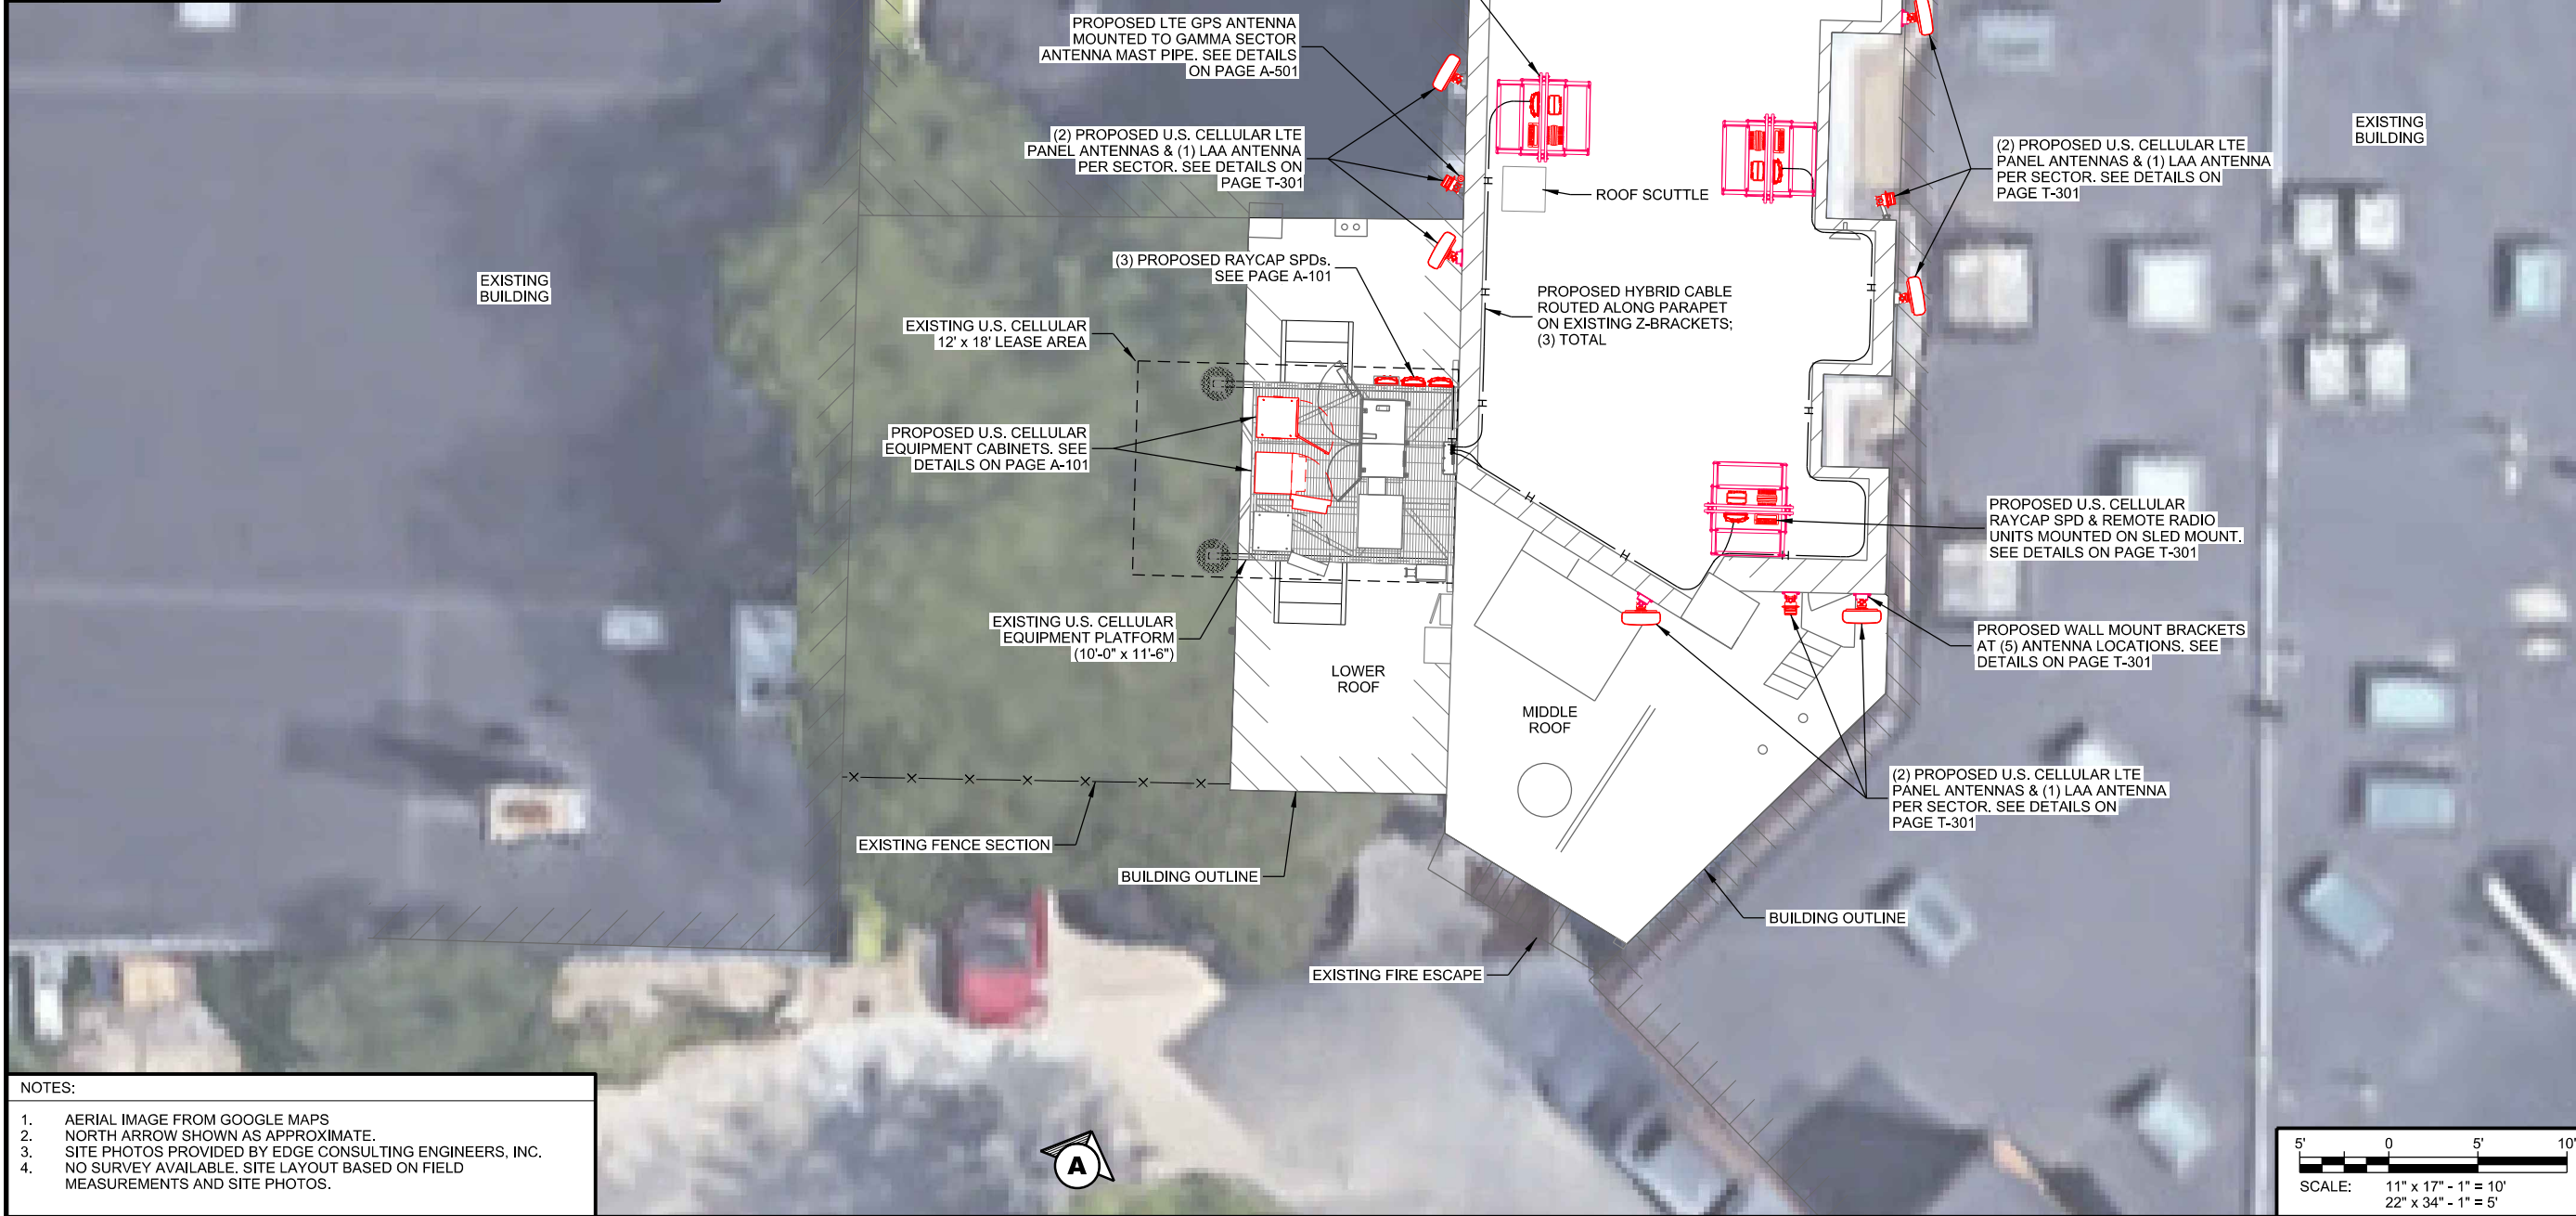 PROPOSED LTE GPS ANTENNA
MOUNTED TO GAMMA SECTOR
ANTENNA MAST PIPE. SEE DETAILS
ON PAGE A-501
(2) PROPOSED U.S. CELLULAR LTE
PANEL ANTENNAS & (1) LAA ANTENNA
PER SECTOR. SEE DETAILS ON
PAGE T-301
EXISTING
BUILDING
(2) PROPOSED U.S. CELLULAR LTE
PANEL ANTENNAS & (1) LAA ANTENNA
PER SECTOR. SEE DETAILS ON
PAGE T-301
ROOF SCUTTLE
(3) PROPOSED RAYCAP SPDs.
SEE PAGE A-101
EXISTING
BUILDING
PROPOSED HYBRID CABLE
ROUTED ALONG PARAPET
ON EXISTING Z-BRACKETS;
(3) TOTAL
EXISTING U.S. CELLULAR
12' x 18' LEASE AREA
PROPOSED U.S. CELLULAR
EQUIPMENT CABINETS. SEE
DETAILS ON PAGE A-101
H
H
H
H
H
H
H
H
H
PROPOSED U.S. CELLULAR
RAYCAP SPD & REMOTE RADIO
UNITS MOUNTED ON SLED MOUNT.
SEE DETAILS ON PAGE T-301
EXISTING U.S. CELLULAR
EQUIPMENT PLATFORM
(10'-0" x 11'-6")
PROPOSED WALL MOUNT BRACKETS
AT (5) ANTENNA LOCATIONS. SEE
DETAILS ON PAGE T-301
LOWER
ROOF
MIDDLE
ROOF
(2) PROPOSED U.S. CELLULAR LTE
PANEL ANTENNAS & (1) LAA ANTENNA
PER SECTOR. SEE DETAILS ON
PAGE T-301
EXISTING FENCE SECTION
BUILDING OUTLINE
BUILDING OUTLINE
EXISTING FIRE ESCAPE
NOTES:
1. AERIAL IMAGE FROM GOOGLE MAPS
2. NORTH ARROW SHOWN AS APPROXIMATE.
3. SITE PHOTOS PROVIDED BY EDGE CONSULTING ENGINEERS, INC.
4. NO SURVEY AVAILABLE. SITE LAYOUT BASED ON FIELD
MEASUREMENTS AND SITE PHOTOS.
A
5' 0 5' 10'
SCALE: 11" x 17" - 1" = 10'
22" x 34" - 1" = 5'